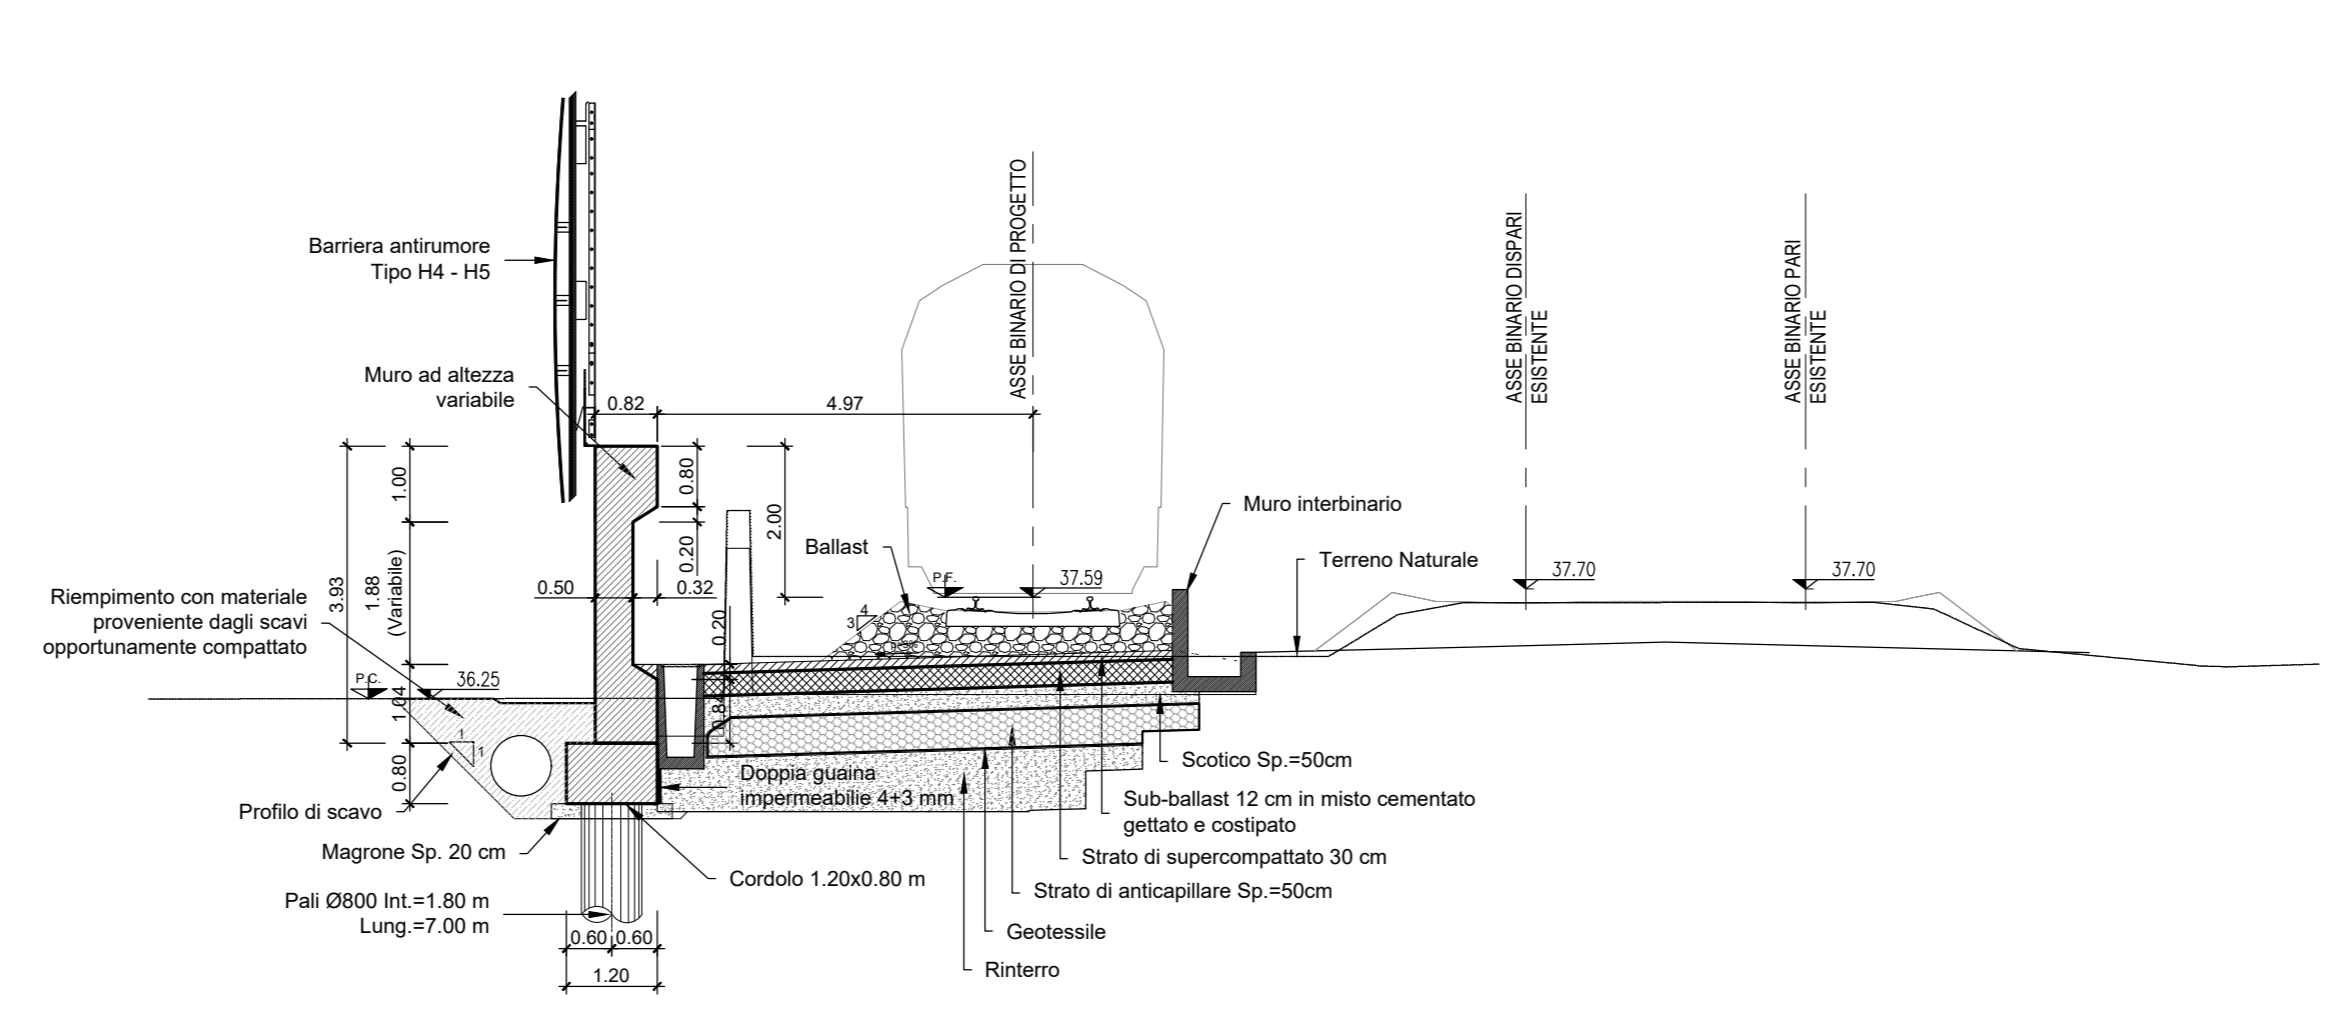 ASSE BINARIO DI PROGETTO
ASSE BINARIO DISPARI
ESISTENTE
ASSE BINARIO PARI
ESISTENTE
Barriera antirumore
Tipo H4 - H5
Muro ad altezza
variabile
0.82
4.97
1.00
0.80
2.00
0.20
Muro interbinario
Ballast
Terreno Naturale
P.F.
37.59
37.70
37.70
3.93
1.88
(Variabile)
0.50
0.32
Riempimento con materiale
proveniente dagli scavi
opportunamente compattato
4
3
0.20
P.C.
36.25
1.04
0.84
1
1
0.80
Scotico Sp.=50cm
Doppia guaina
impermeabilie 4+3 mm
Profilo di scavo
Sub-ballast 12 cm in misto cementato
gettato e costipato
Magrone Sp. 20 cm
Strato di supercompattato 30 cm
Cordolo 1.20x0.80 m
Strato di anticapillare Sp.=50cm
Pali Ø800 Int.=1.80 m
Lung.=7.00 m
Geotessile
0.60
0.60
Rinterro
1.20